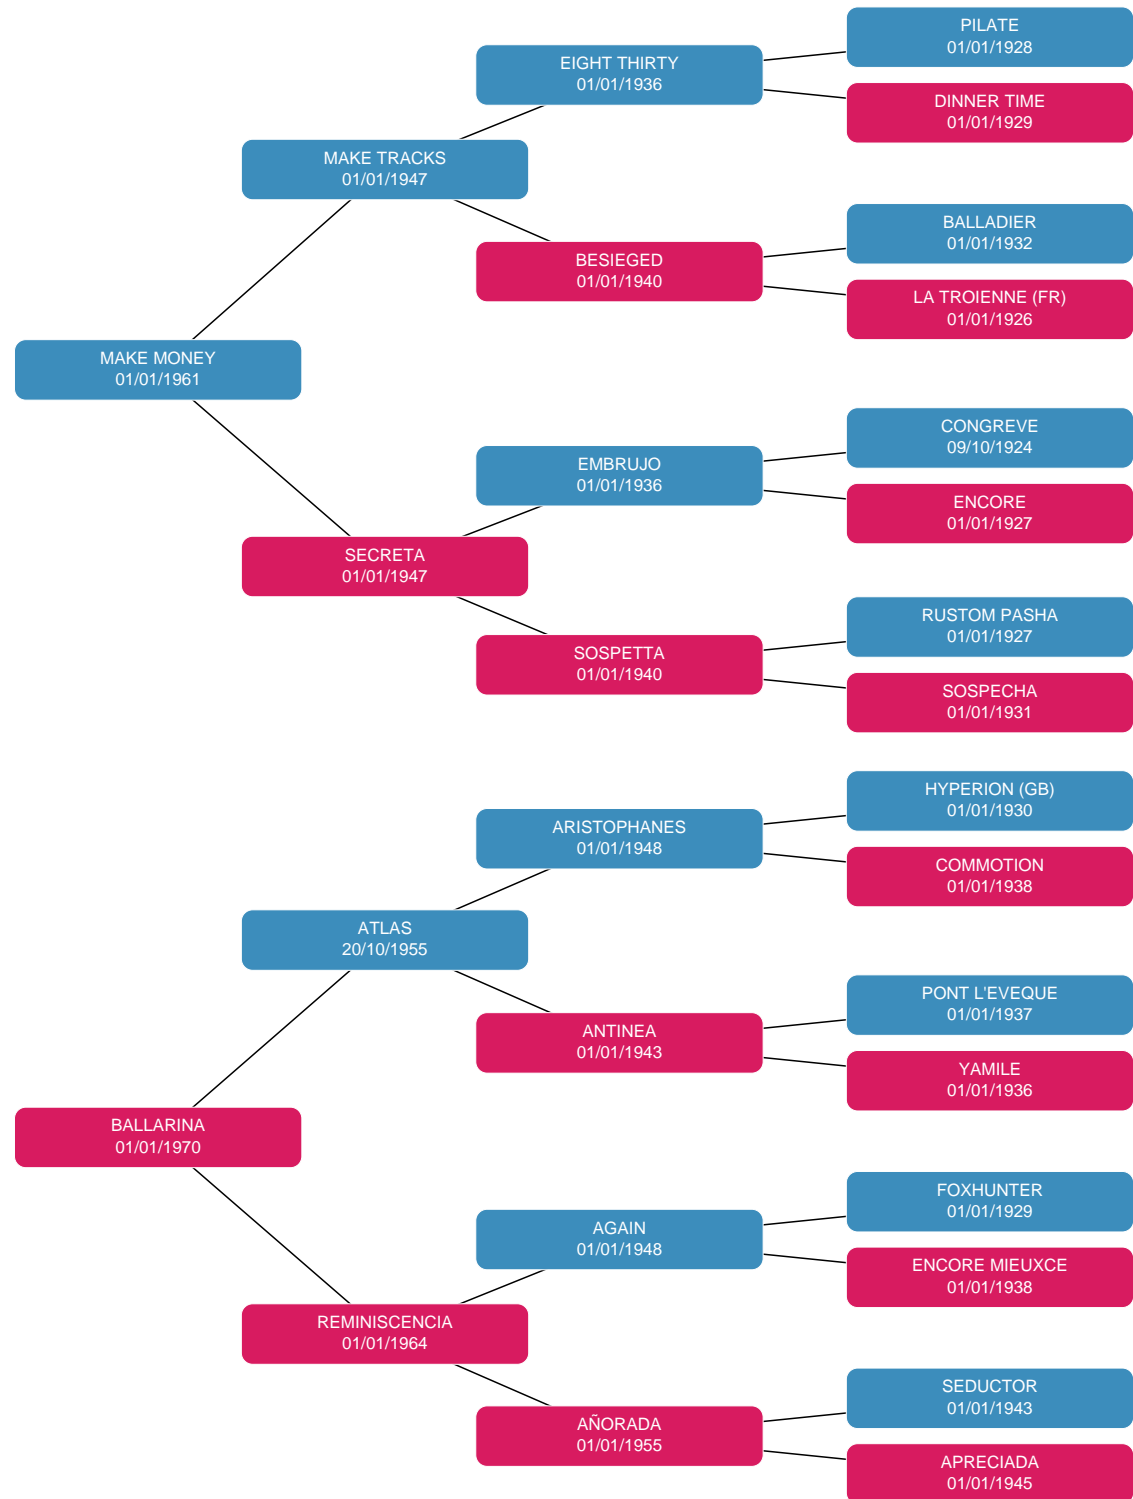 PILATE
01/01/1928
EIGHT THIRTY
01/01/1936
DINNER TIME
01/01/1929
MAKE TRACKS
01/01/1947
BALLADIER
01/01/1932
BESIEGED
01/01/1940
LA TROIENNE (FR)
01/01/1926
MAKE MONEY
01/01/1961
CONGREVE
09/10/1924
EMBRUJO
01/01/1936
ENCORE
01/01/1927
SECRETA
01/01/1947
RUSTOM PASHA
01/01/1927
SOSPETTA
01/01/1940
SOSPECHA
01/01/1931
HYPERION (GB)
01/01/1930
ARISTOPHANES
01/01/1948
COMMOTION
01/01/1938
ATLAS
20/10/1955
PONT L'EVEQUE
01/01/1937
ANTINEA
01/01/1943
YAMILE
01/01/1936
BALLARINA
01/01/1970
FOXHUNTER
01/01/1929
AGAIN
01/01/1948
ENCORE MIEUXCE
01/01/1938
REMINISCENCIA
01/01/1964
SEDUCTOR
01/01/1943
AÑORADA
01/01/1955
APRECIADA
01/01/1945